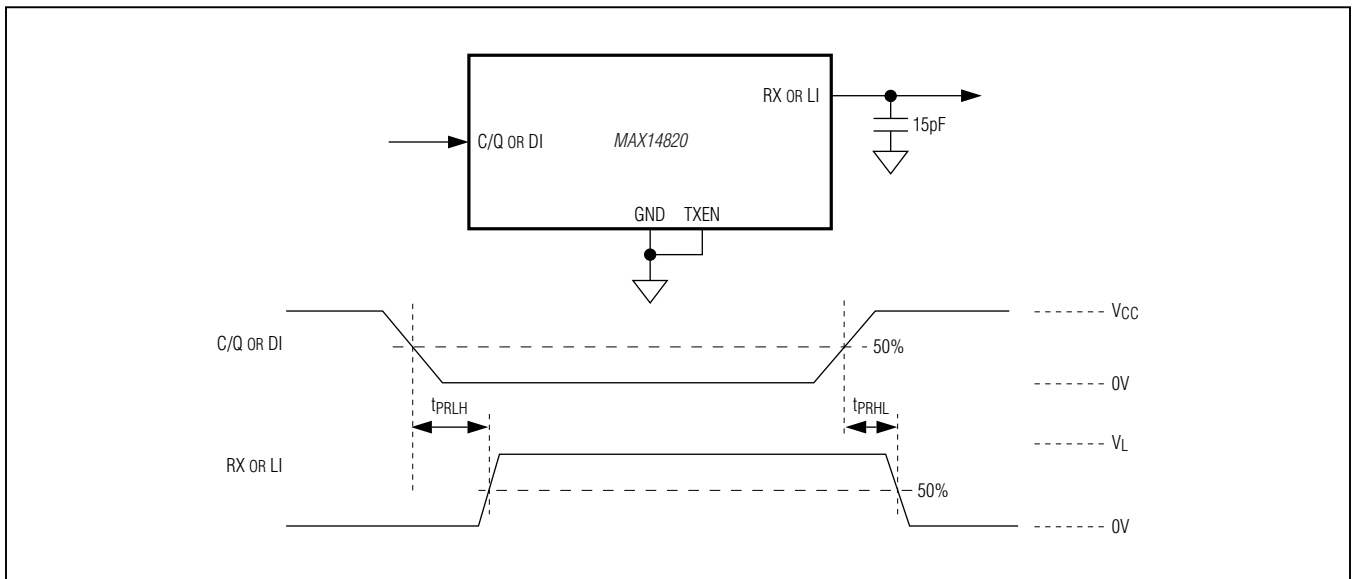 RX OR LI
15pF
C/Q OR DI
MAX14820
GND TXEN
VCC
C/Q OR DI
50%
0V
tPRLH
tPRHL
VL
RX OR LI
50%
0V